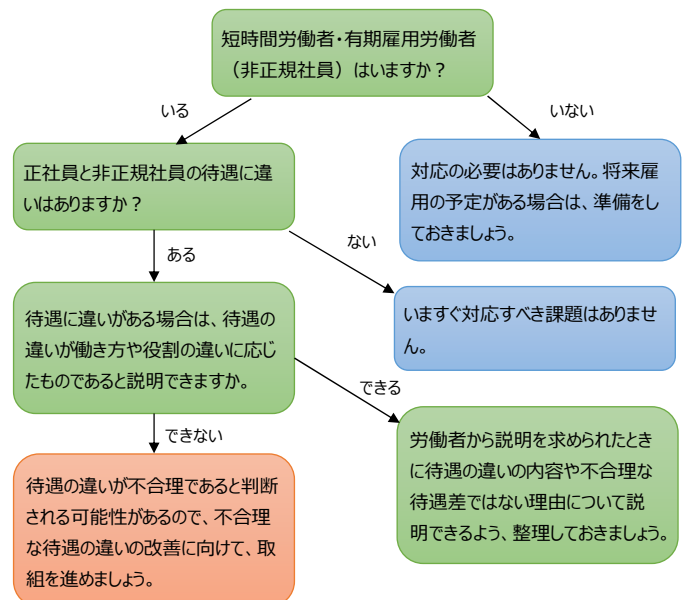 短時間労働者・有期雇用労働者
（非正規社員）はいますか？
いる
いない
正社員と非正規社員の待遇に違
いはありますか？
対応の必要はありません。将来雇
用の予定がある場合は、準備をし
ておきましょう。
ある
ない
待遇に違いがある場合は、待遇の
違いが働き方や役割の違いに応じ
たものであると説明できますか。
いますぐ対応すべき課題はありませ
ん。
できる
できない
労働者から説明を求められたとき
に待遇の違いの内容や不合理な
待遇差ではない理由について説
明できるよう、整理しておきましょう。
待遇の違いが不合理であると判断
される可能性があるので、不合理
な待遇の違いの改善に向けて、取
組を進めましょう。